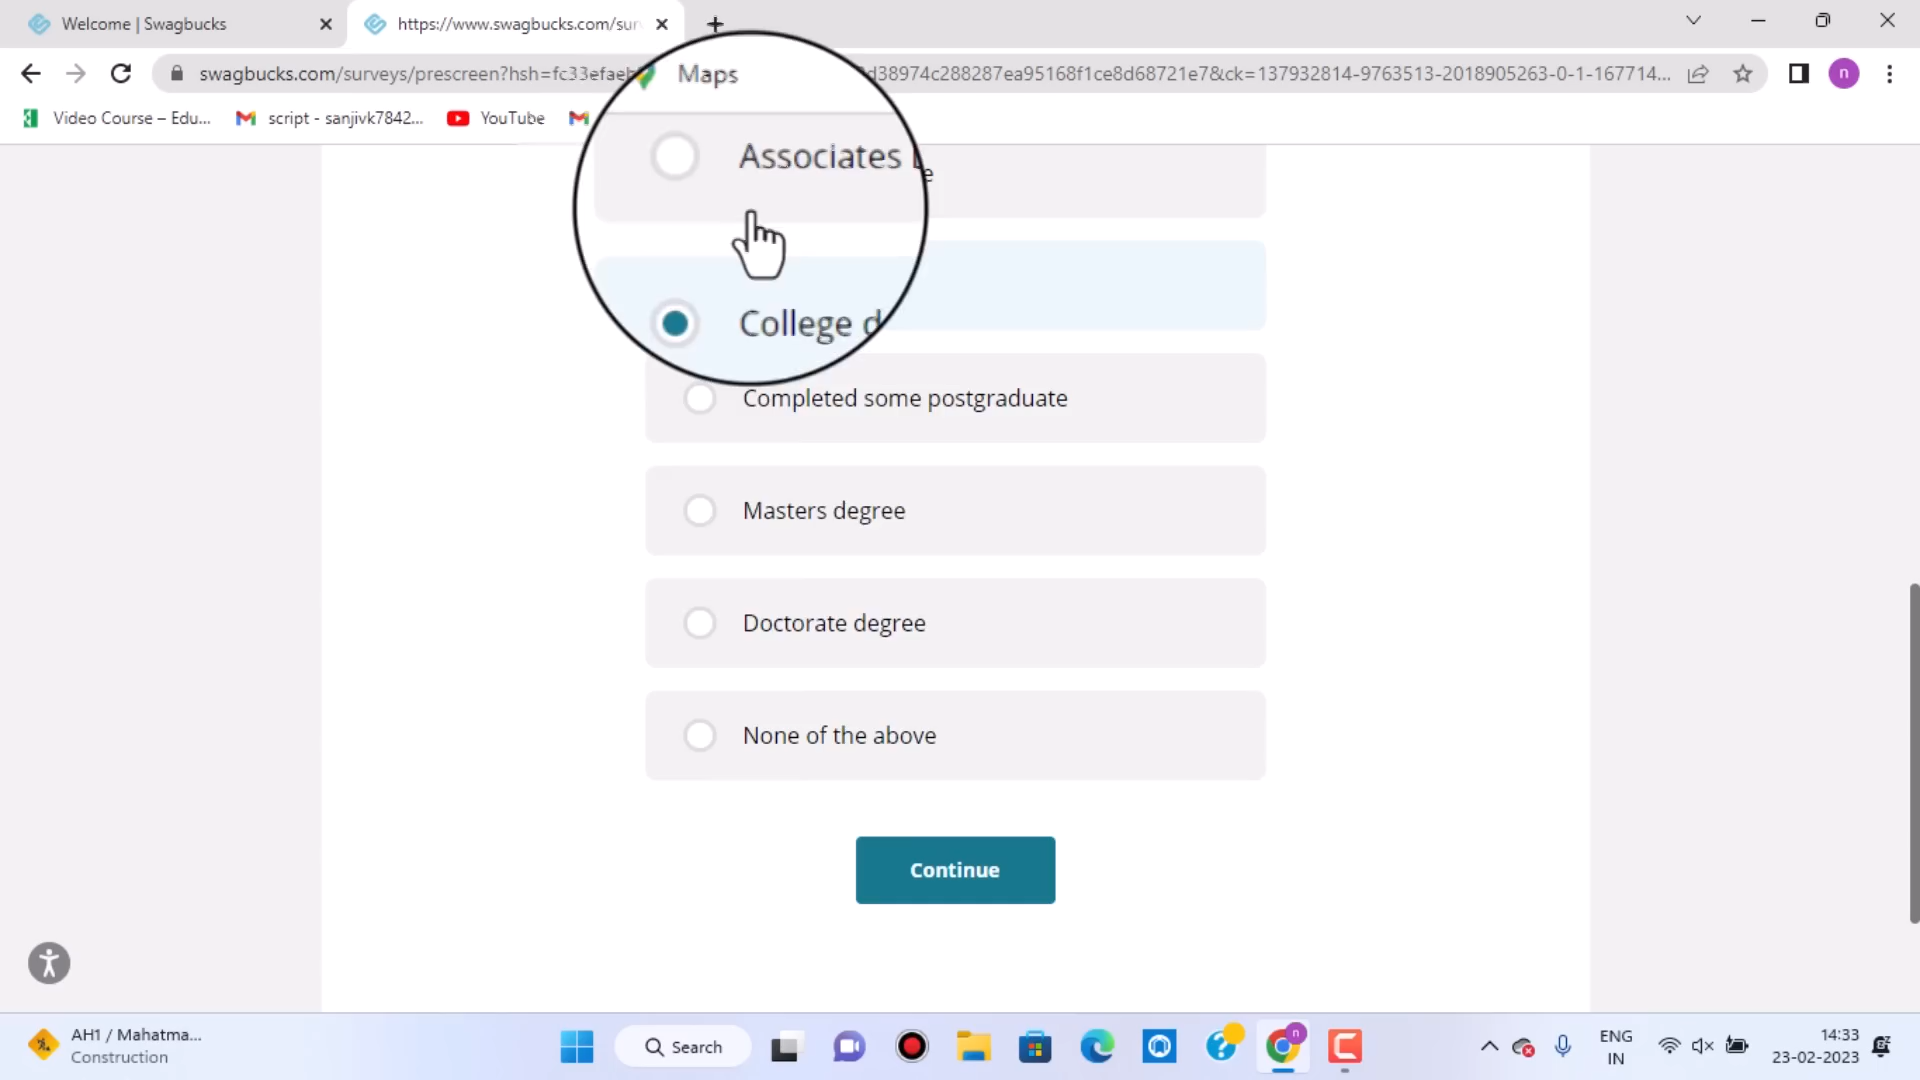 Welcome | Swagbucks
https://www.swagbucks.com/sur
swagbucks.com/surveys/prescreen?hsh=fc33efaeb
d38974c288287ea95168f1ce8d68721e7&ck=137932814-9763513-2018905263-0-1-167714...
n
Video Course – Edu...
script - sanjivk7842...
YouTube
Maps
Associates
College d
Completed some postgraduate
Masters degree
Doctorate degree
None of the above
Continue
AH1 / Mahatma...
Construction
Search
n
ENG
IN
14:33
23-02-2023